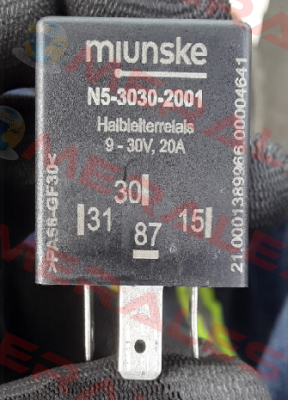 miunske
N5-3030-2001
Halbleiterrelais
9 - 30V, 20A
30
31
15
87
>PA66-GF30<
21.0001389966.00004641